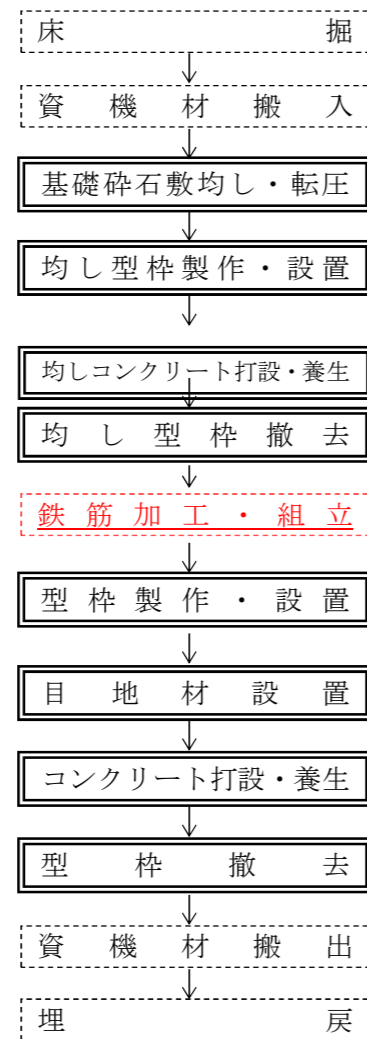 床掘
資機材搬入
基礎砕石敷均し・転圧
均し型枠製作・設置
均しコンクリート打設・養生
均し型枠撤去
鉄筋加工・組立
型枠製作・設置
目地材設置
コンクリート打設・養生
型枠撤去
資機材搬出
埋戻